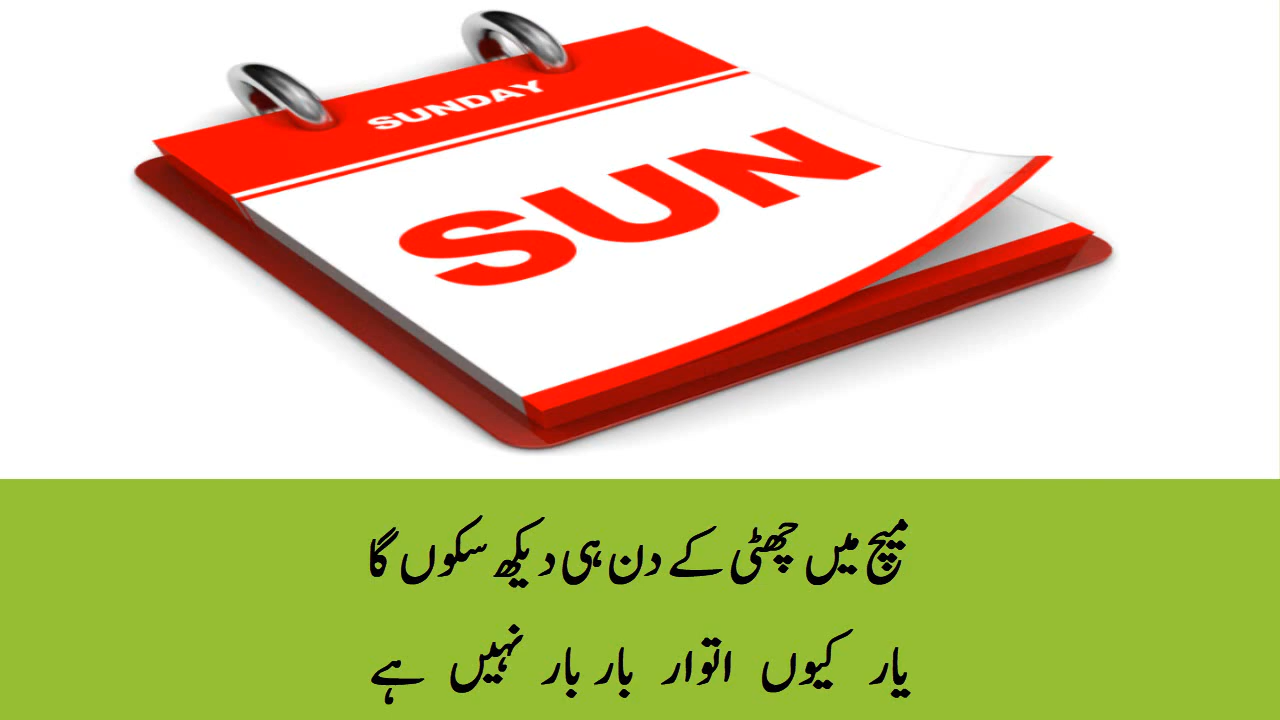 SUNDAY
SUN
میچ میں چھٹی کے دن ہی دیکھ سکوں گا
یار کیوں اتوار بار بار نہیں ہے